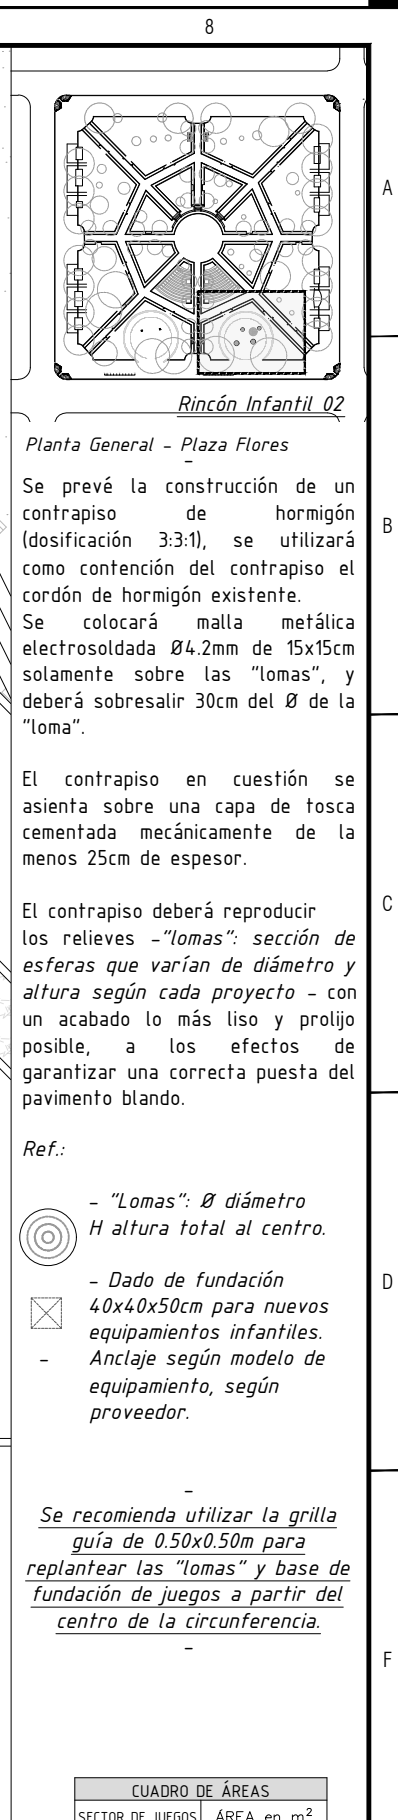 8
A
Rincón Infantil 02
Planta General - Plaza Flores
-
Se prevé la construcción de un
contrapiso de hormigón
B
(dosificación 3:3:1), se utilizará
como contención del contrapiso el
cordón de hormigón existente.
Se colocará malla metálica
electrosoldada Ø4.2mm de 15x15cm
solamente sobre las "lomas", y
deberá sobresalir 30cm del Ø de la
"loma".
El contrapiso en cuestión se
asienta sobre una capa de tosca
cementada mecánicamente de la
menos 25cm de espesor.
C
El contrapiso deberá reproducir
los relieves -"lomas": sección de
esferas que varían de diámetro y
altura según cada proyecto - con
un acabado lo más liso y prolijo
posible, a los efectos de
garantizar una correcta puesta del
pavimento blando.
Ref.:
- "Lomas": Ø diámetro
H altura total al centro.
- Dado de fundación
D
40x40x50cm para nuevos
equipamientos infantiles.
- Anclaje según modelo de
equipamiento, según
proveedor.
-
Se recomienda utilizar la grilla
guía de 0.50x0.50m para
replantear las "lomas" y base de
fundación de juegos a partir del
centro de la circunferencia.
-
F
CUADRO DE ÁREAS
SECTOR DE JUEGOS ÁREA en m²